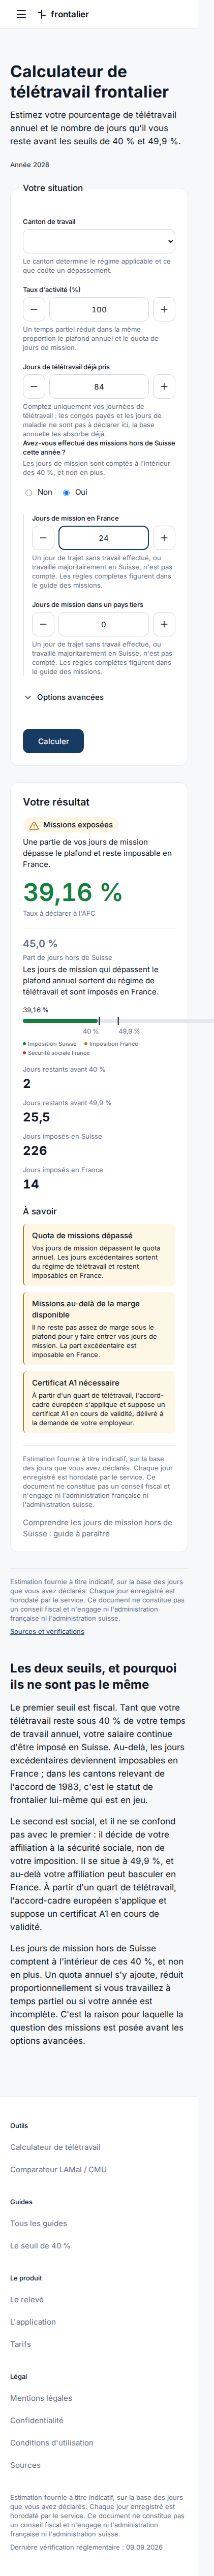 frontalier
Calculateur de
télétravail frontalier
Estimez votre pourcentage de télétravail
annuel et le nombre de jours qu'il vous
reste avant les seuils de 40 % et 49,9 %.
Année 2026
Votre situation
Canton de travail
Le canton détermine le régime applicable et ce
que coûte un dépassement.
Taux d'activité (%)
100
Un temps partiel réduit dans la même
proportion le plafond annuel et le quota de
jours de mission.
Jours de télétravail déjà pris
84
Comptez uniquement vos journées de
télétravail : les congés payés et les jours de
maladie ne sont pas à déclarer ici, la base
annuelle les absorbe déjà.
Avez-vous effectué des missions hors de Suisse
cette année ?
Les jours de mission sont comptés à l'intérieur
des 40 %, et non en plus.
Non
Oui
Jours de mission en France
24
Un jour de trajet sans travail effectué, ou
travaillé majoritairement en Suisse, n'est pas
compté. Les règles complètes figurent dans
le guide des missions.
Jours de mission dans un pays tiers
0
Un jour de trajet sans travail effectué, ou
travaillé majoritairement en Suisse, n'est pas
compté. Les règles complètes figurent dans
le guide des missions.
Options avancées
Calculer
Votre résultat
Missions exposées
Une partie de vos jours de mission
dépasse le plafond et reste imposable en
France.
39,16 %
Taux à déclarer à l'AFC
45,0 %
Part de jours hors de Suisse
Les jours de mission qui dépassent le
plafond annuel sortent du régime de
télétravail et sont imposés en France.
39,16 %
40 %
49,9 %
Imposition Suisse
Imposition France
Sécurité sociale France
Jours restants avant 40 %
2
Jours restants avant 49,9 %
25,5
Jours imposés en Suisse
226
Jours imposés en France
14
À savoir
Quota de missions dépassé
Vos jours de mission dépassent le quota
annuel. Les jours excédentaires sortent
du régime de télétravail et restent
imposables en France.
Missions au-delà de la marge
disponible
Il ne reste pas assez de marge sous le
plafond pour y faire entrer vos jours de
mission. La part excédentaire est
imposable en France.
Certificat A1 nécessaire
À partir d'un quart de télétravail, l'accord-
cadre européen s'applique et suppose un
certificat A1 en cours de validité, délivré à
la demande de votre employeur.
Estimation fournie à titre indicatif, sur la base
des jours que vous avez déclarés. Chaque jour
enregistré est horodaté par le service. Ce
document ne constitue pas un conseil fiscal et
n'engage ni l'administration française ni
l'administration suisse.
Comprendre les jours de mission hors de
Suisse : guide à paraître
Estimation fournie à titre indicatif, sur la base des jours
que vous avez déclarés. Chaque jour enregistré est
horodaté par le service. Ce document ne constitue pas
un conseil fiscal et n'engage ni l'administration
française ni l'administration suisse.
Sources et vérifications
Les deux seuils, et pourquoi
ils ne sont pas le même
Le premier seuil est fiscal. Tant que votre
télétravail reste sous 40 % de votre temps
de travail annuel, votre salaire continue
d'être imposé en Suisse. Au-delà, les jours
excédentaires deviennent imposables en
France ; dans les cantons relevant de
l'accord de 1983, c'est le statut de
frontalier lui-même qui est en jeu.
Le second est social, et il ne se confond
pas avec le premier : il décide de votre
affiliation à la sécurité sociale, non de
votre imposition. Il se situe à 49,9 %, et
au-delà votre affiliation peut basculer en
France. À partir d'un quart de télétravail,
l'accord-cadre européen s'applique et
suppose un certificat A1 en cours de
validité.
Les jours de mission hors de Suisse
comptent à l'intérieur de ces 40 %, et non
en plus. Un quota annuel s'y ajoute, réduit
proportionnellement si vous travaillez à
temps partiel ou si votre année est
incomplète. C'est la raison pour laquelle la
question des missions est posée avant les
options avancées.
Outils
Calculateur de télétravail
Comparateur LAMal / CMU
Guides
Tous les guides
Le seuil de 40 %
Le produit
Le relevé
L'application
Tarifs
Légal
Mentions légales
Confidentialité
Conditions d'utilisation
Sources
Estimation fournie à titre indicatif, sur la base des jours
que vous avez déclarés. Chaque jour enregistré est
horodaté par le service. Ce document ne constitue pas
un conseil fiscal et n'engage ni l'administration
française ni l'administration suisse.
Dernière vérification réglementaire : 09.09.2026